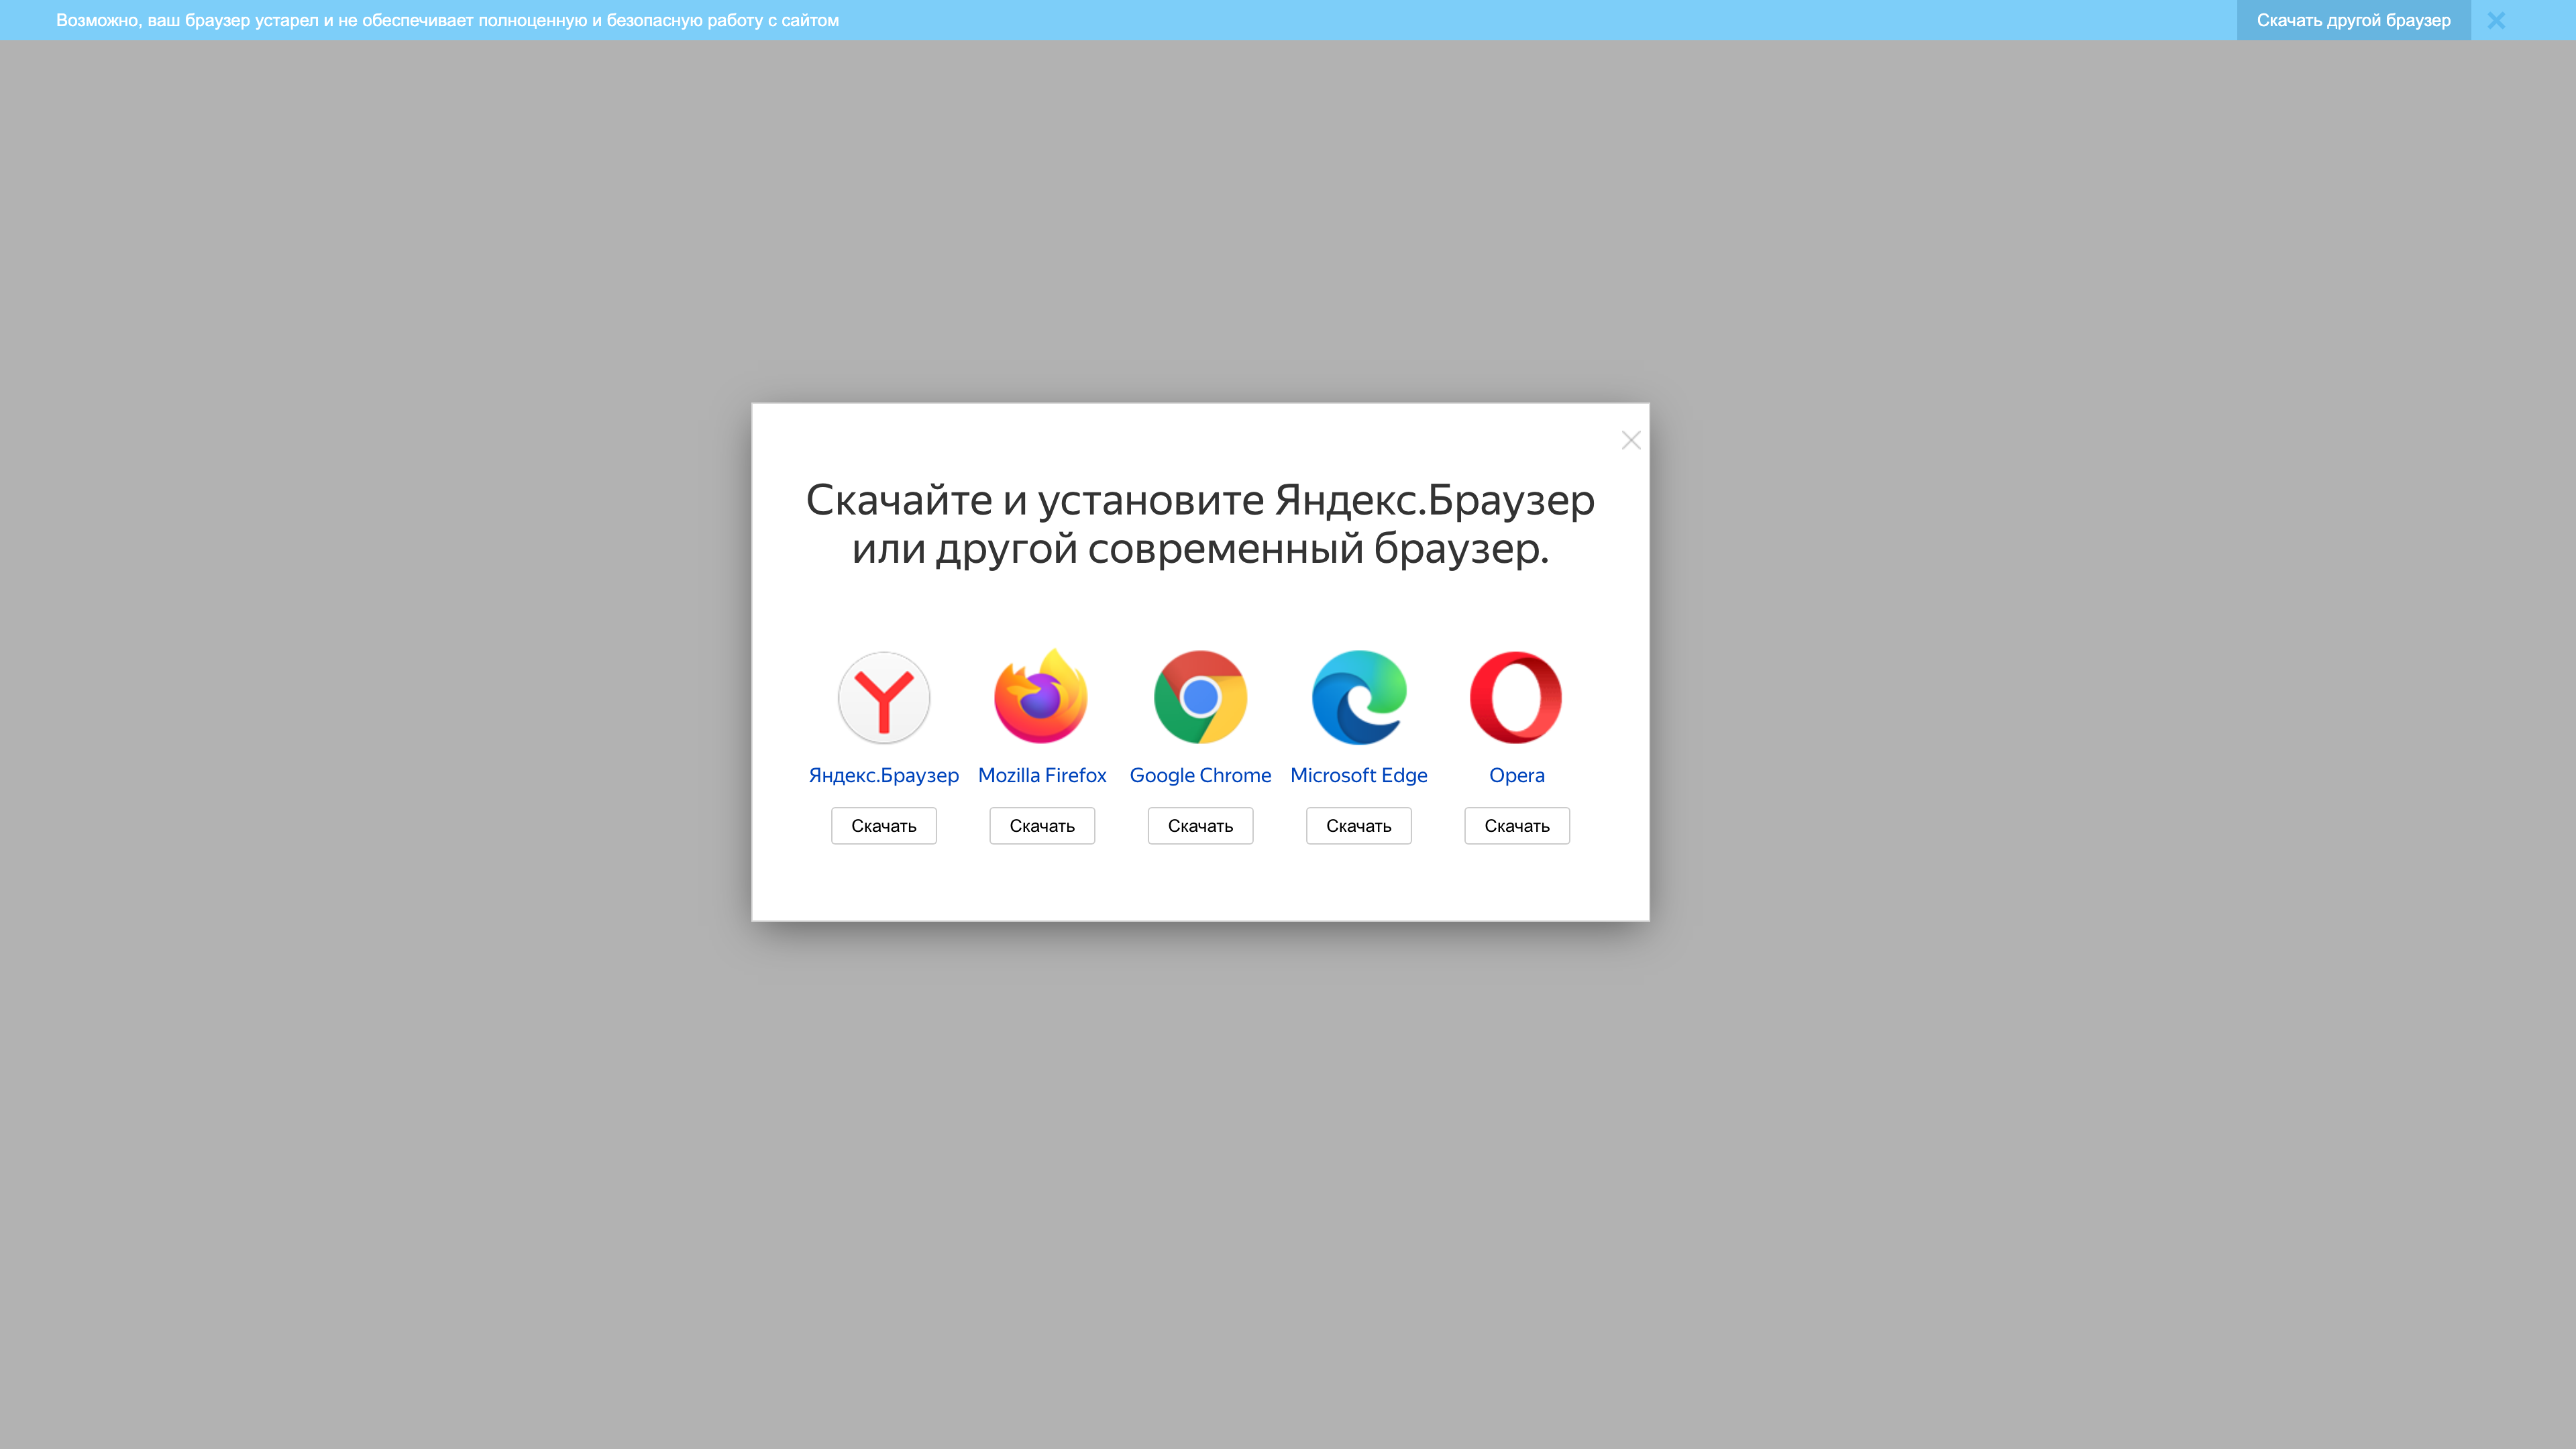 Возможно, ваш браузер устарел и не обеспечивает полноценную и безопасную работу с сайтом
Скачать другой браузер
Скачайте и установите Яндекс.Браузер
или другой современный браузер.
Яндекс.Браузер
Mozilla Firefox
Google Chrome
Microsoft Edge
Opera
Скачать
Скачать
Скачать
Скачать
Скачать